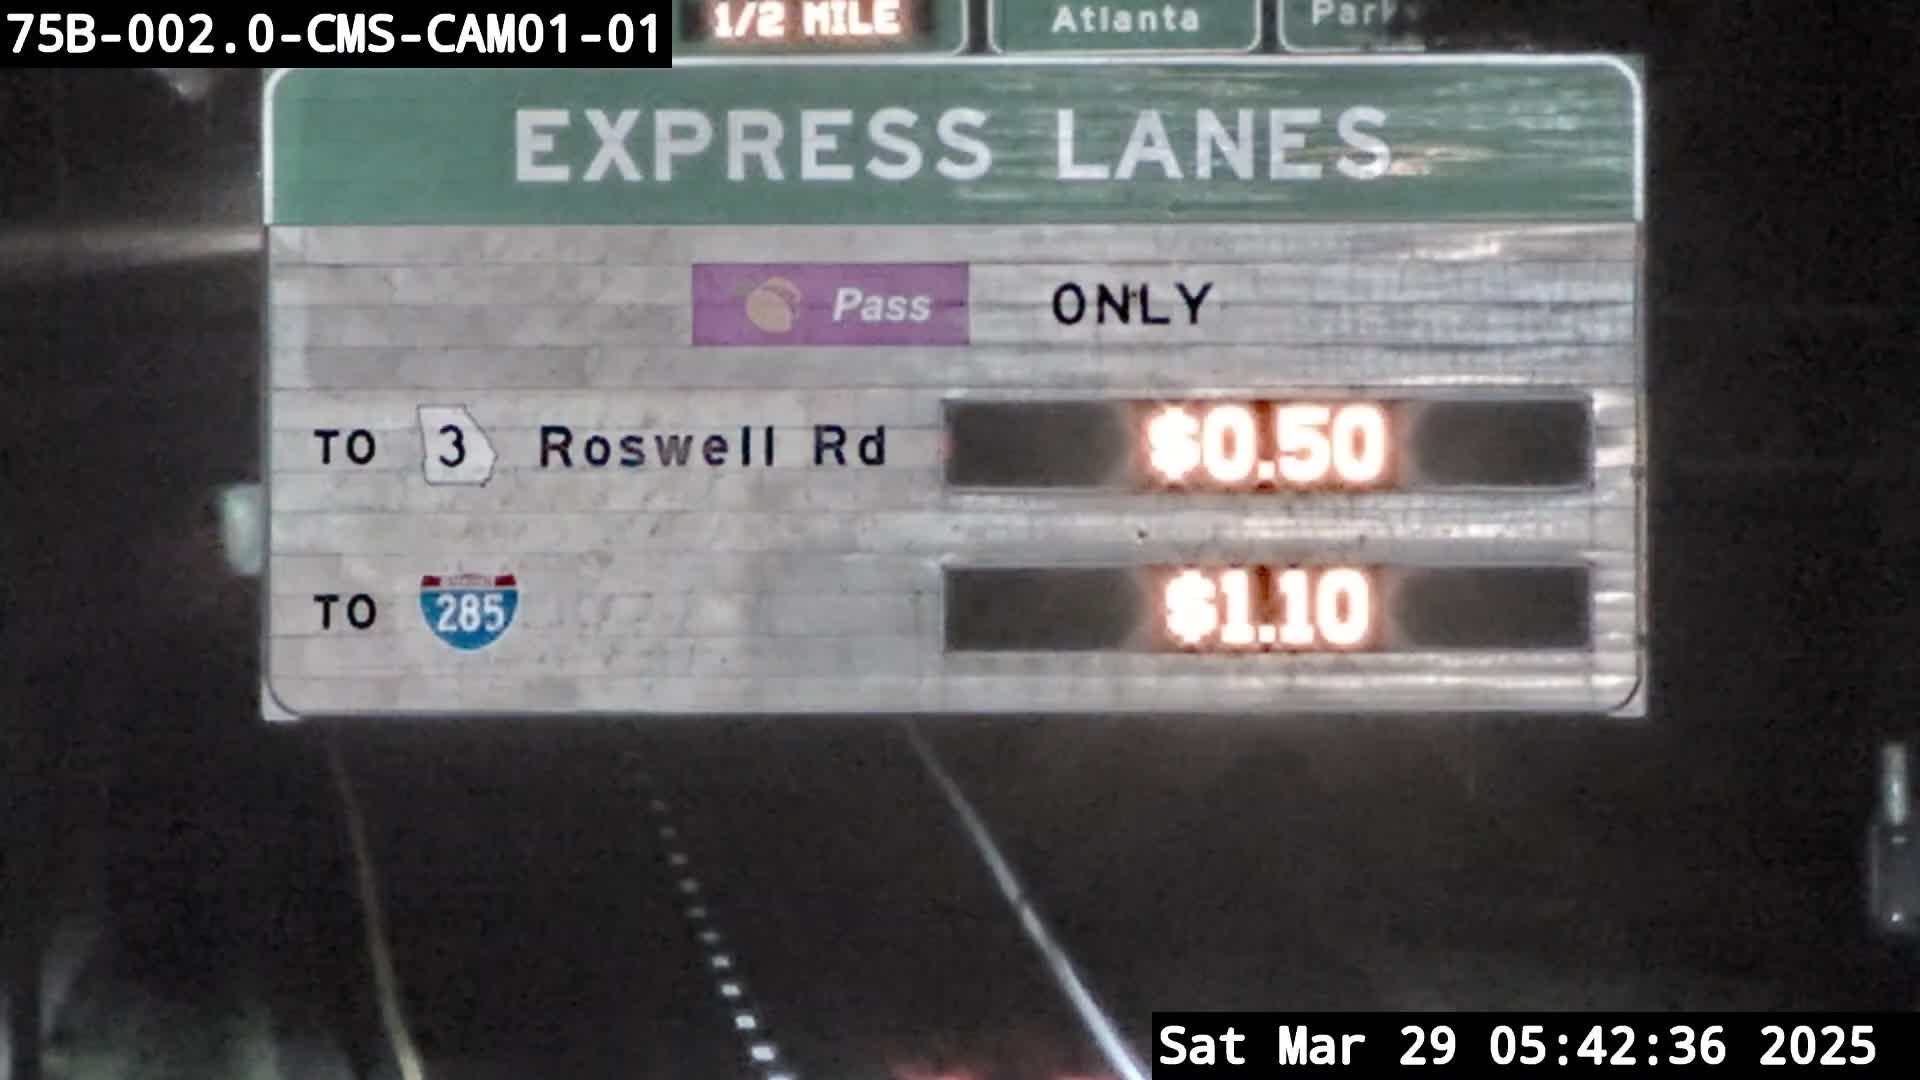 75B-002.0-CMS-CAM01-01
1/2 MILE
Atlanta
EXPRESS LANES
Pass ONLY
TO 3 Roswell Rd $0.50
TO 285 $1.10
Sat Mar 29 05:42:36 2025